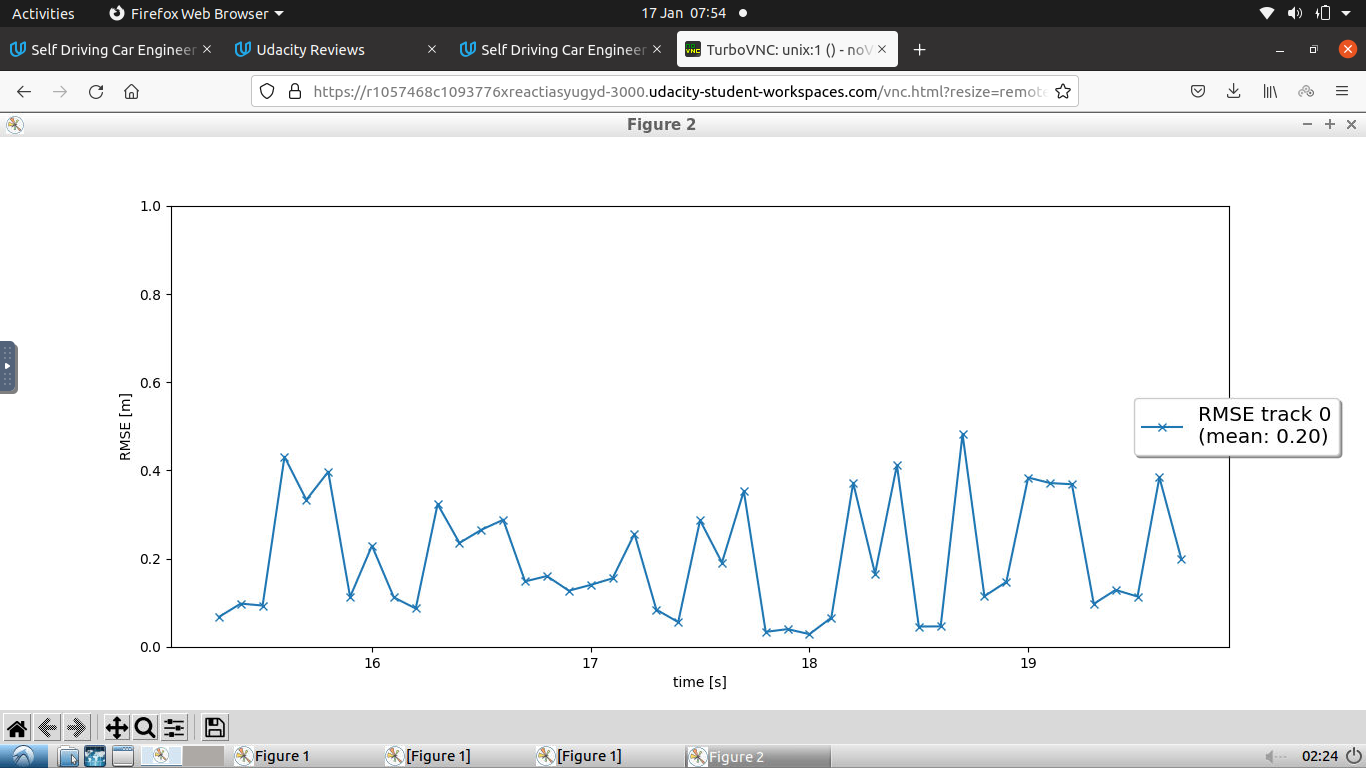 Activities Firefox Web Browser 17 Jan 07:54
Self Driving Car Engineer Udacity Reviews Self Driving Car Engineer TurboVNC: unix:1 () - noV
https://r1057468c1093776xreactiasyugyd-3000.udacity-student-workspaces.com/vnc.html?resize=remote
Figure 2
1.0
0.8
0.6
0.4
0.2
0.0
RMSE [m]
RMSE track 0
(mean: 0.20)
16 17 18 19
time [s]
Figure 1 [Figure 1] [Figure 1] Figure 2 02:24